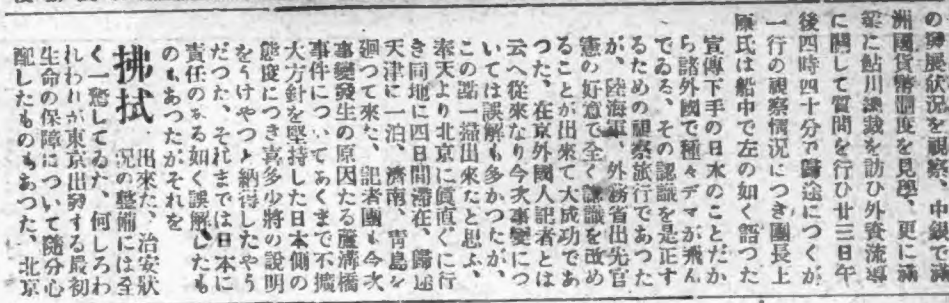 の興展狀況を視察、中銀で滿
洲國貨幣制度を見學、更に滿
業に鮎川總裁を訪ひ外資流導
に關して質問を行ひ廿三日午
後四時四十分で歸途につくが
一行の視察情況につき團長上
原氏は船中で左の如く語つた
宣傳下手の日本のことだか
ら諸外國で種々デマが飛ん
でゐる、その認識を是正す
るための視察旅行であつた
が、陸海軍、外務省出先官
憲の好意で全く認識を改め
ることが出來て大成功であ
つた、在京外國人記者とは
云へ從來なり今次事變につ
いては誤解も多かつたが、
この際一掃出來たと思ふ、
奉天より北京に眞直ぐに行
き同地に四日間滯在、歸途
天津に一泊、濟南、靑島を
廻つて來た、記者團も今次
事變發生の原因たる蘆溝橋
事件についてあくまで不擴
大方針を堅持した日本側の
態度につき喜多少將の說明
をうけやつと納得したやう
だつた、それまでは日本に
責任のある如く誤解したも
のもあつたがそれを
拂拭 出來た、治安狀
況の整備には全
く一驚してゐた、何しろわ
れわれが東京出發する最初
生命の保障について隨分心
配したものもあつた、北京